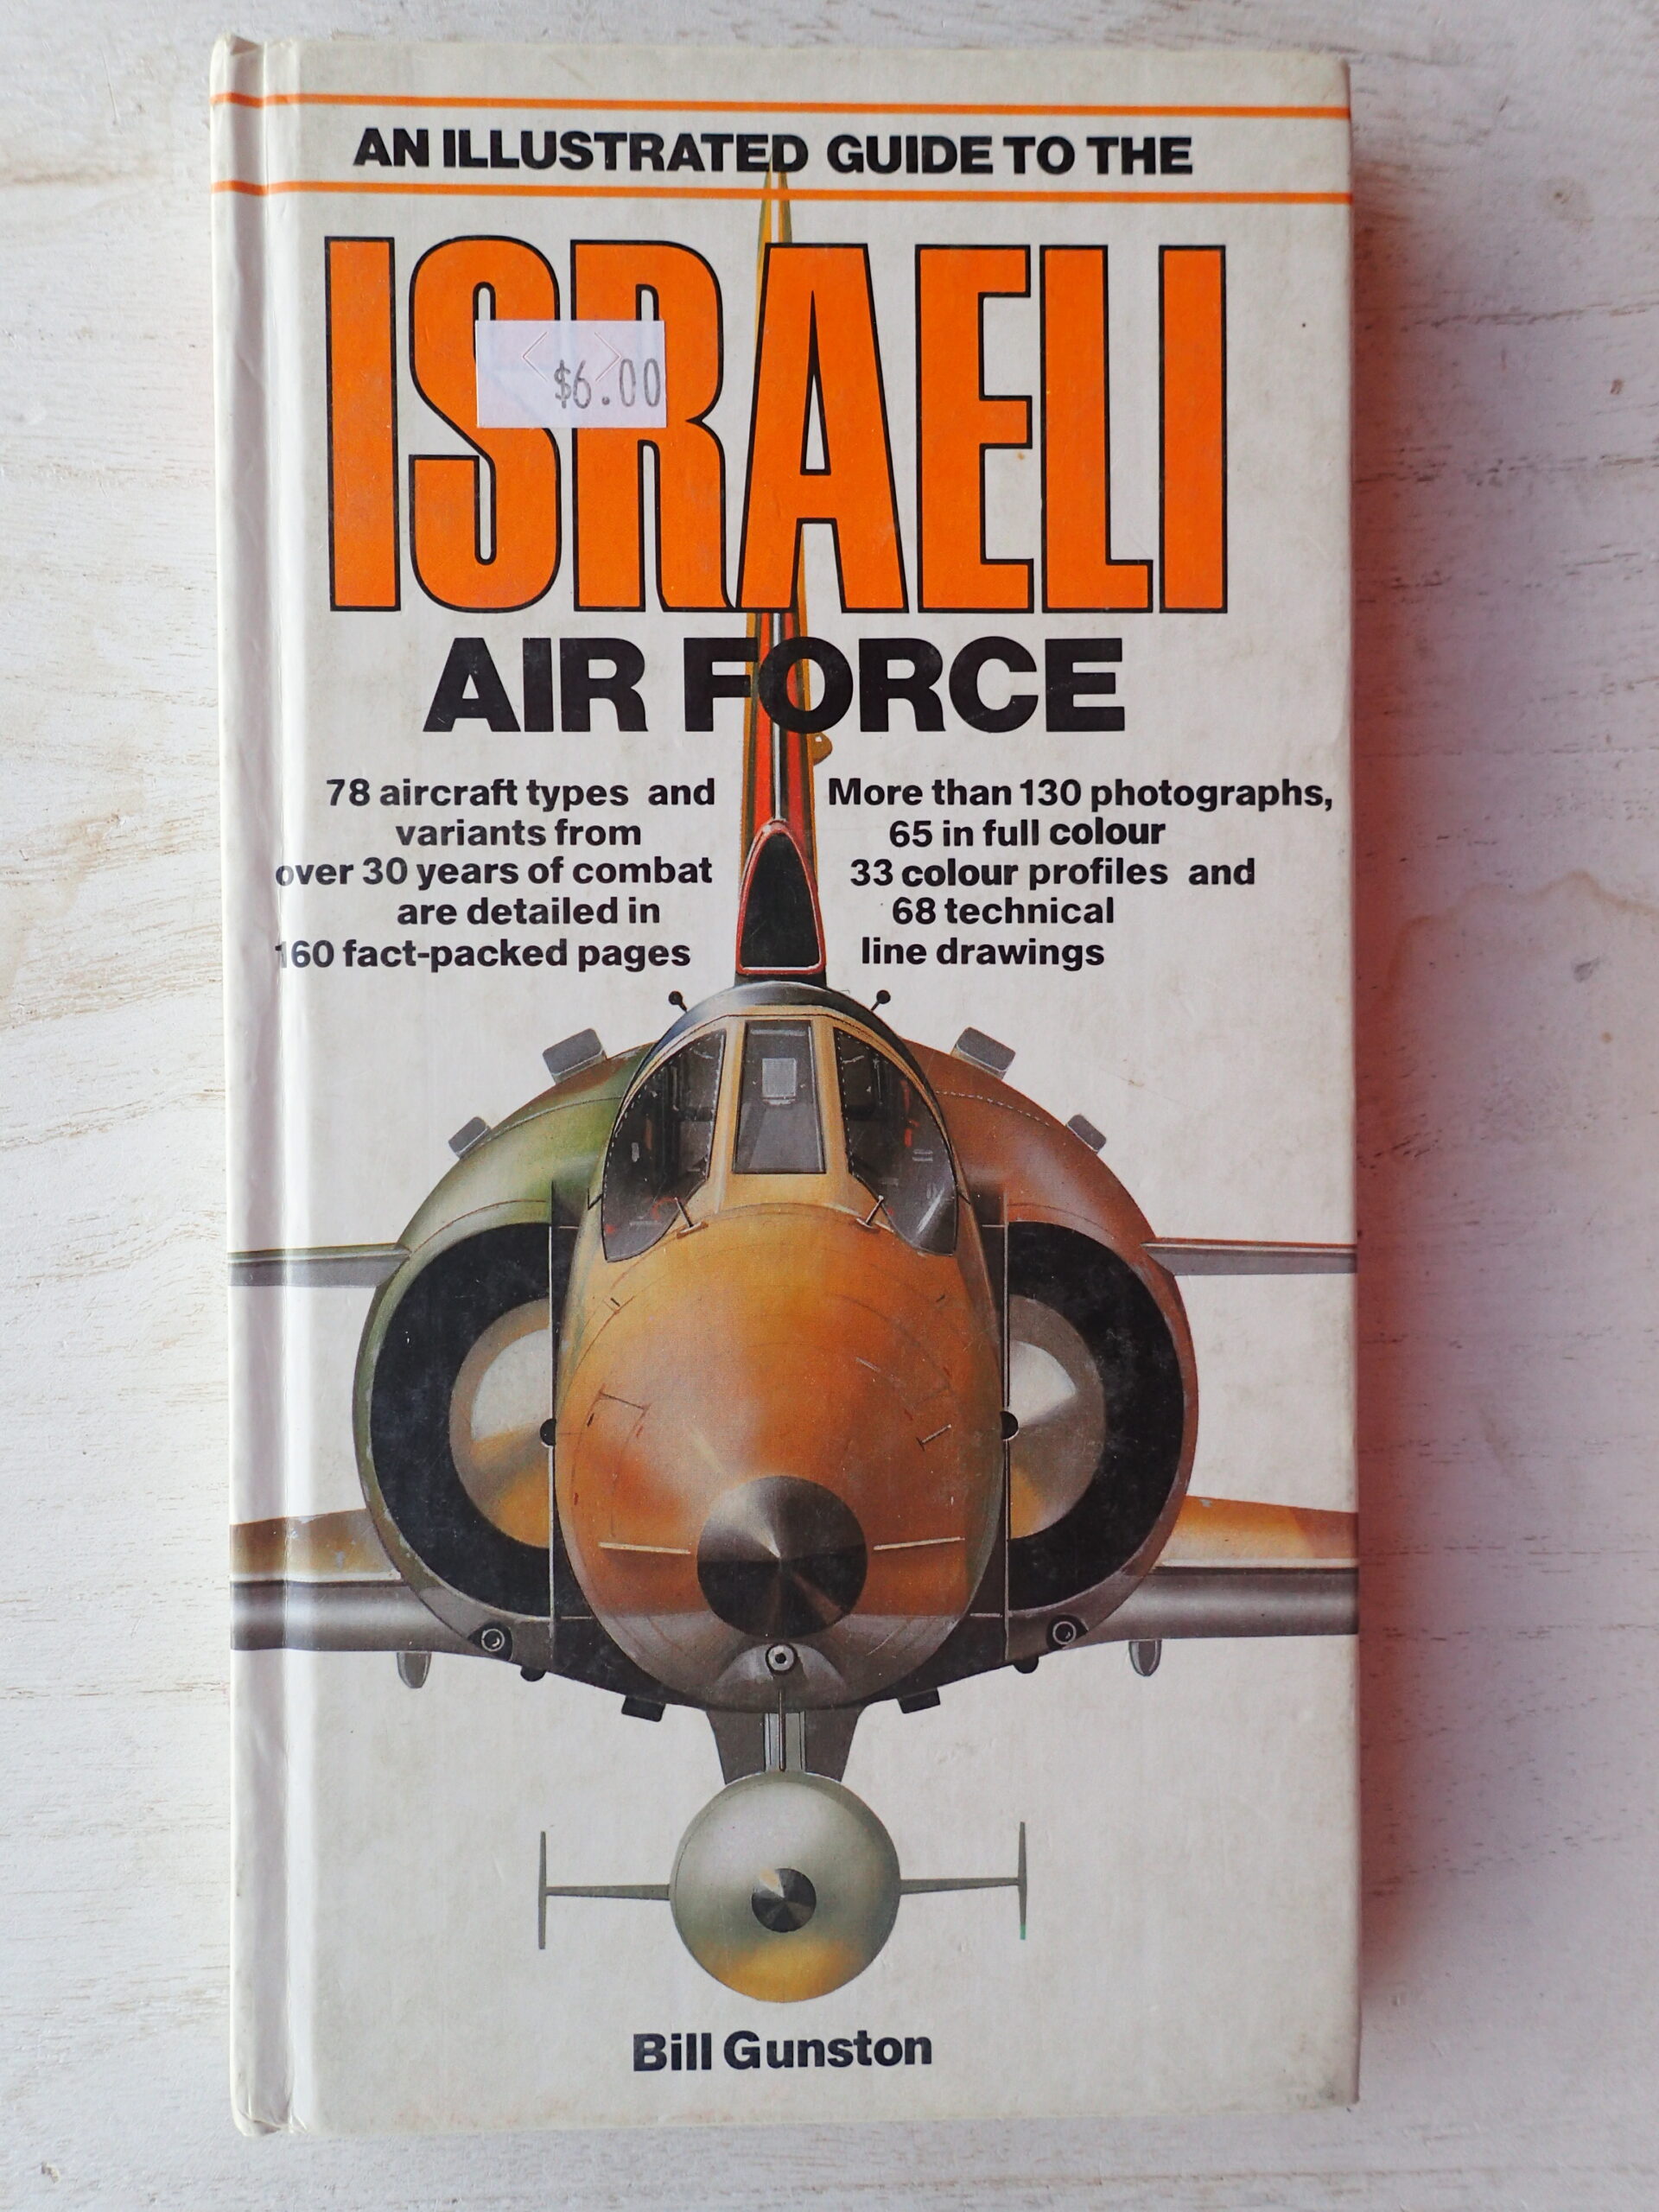 AN ILLUSTRATED GUIDE TO THE
ISRAELI
$6.00
AIR FORCE
78 aircraft types and
variants from
over 30 years of combat
are detailed in
160 fact-packed pages
More than 130 photographs,
65 in full colour
33 colour profiles and
68 technical
line drawings
Bill Gunston